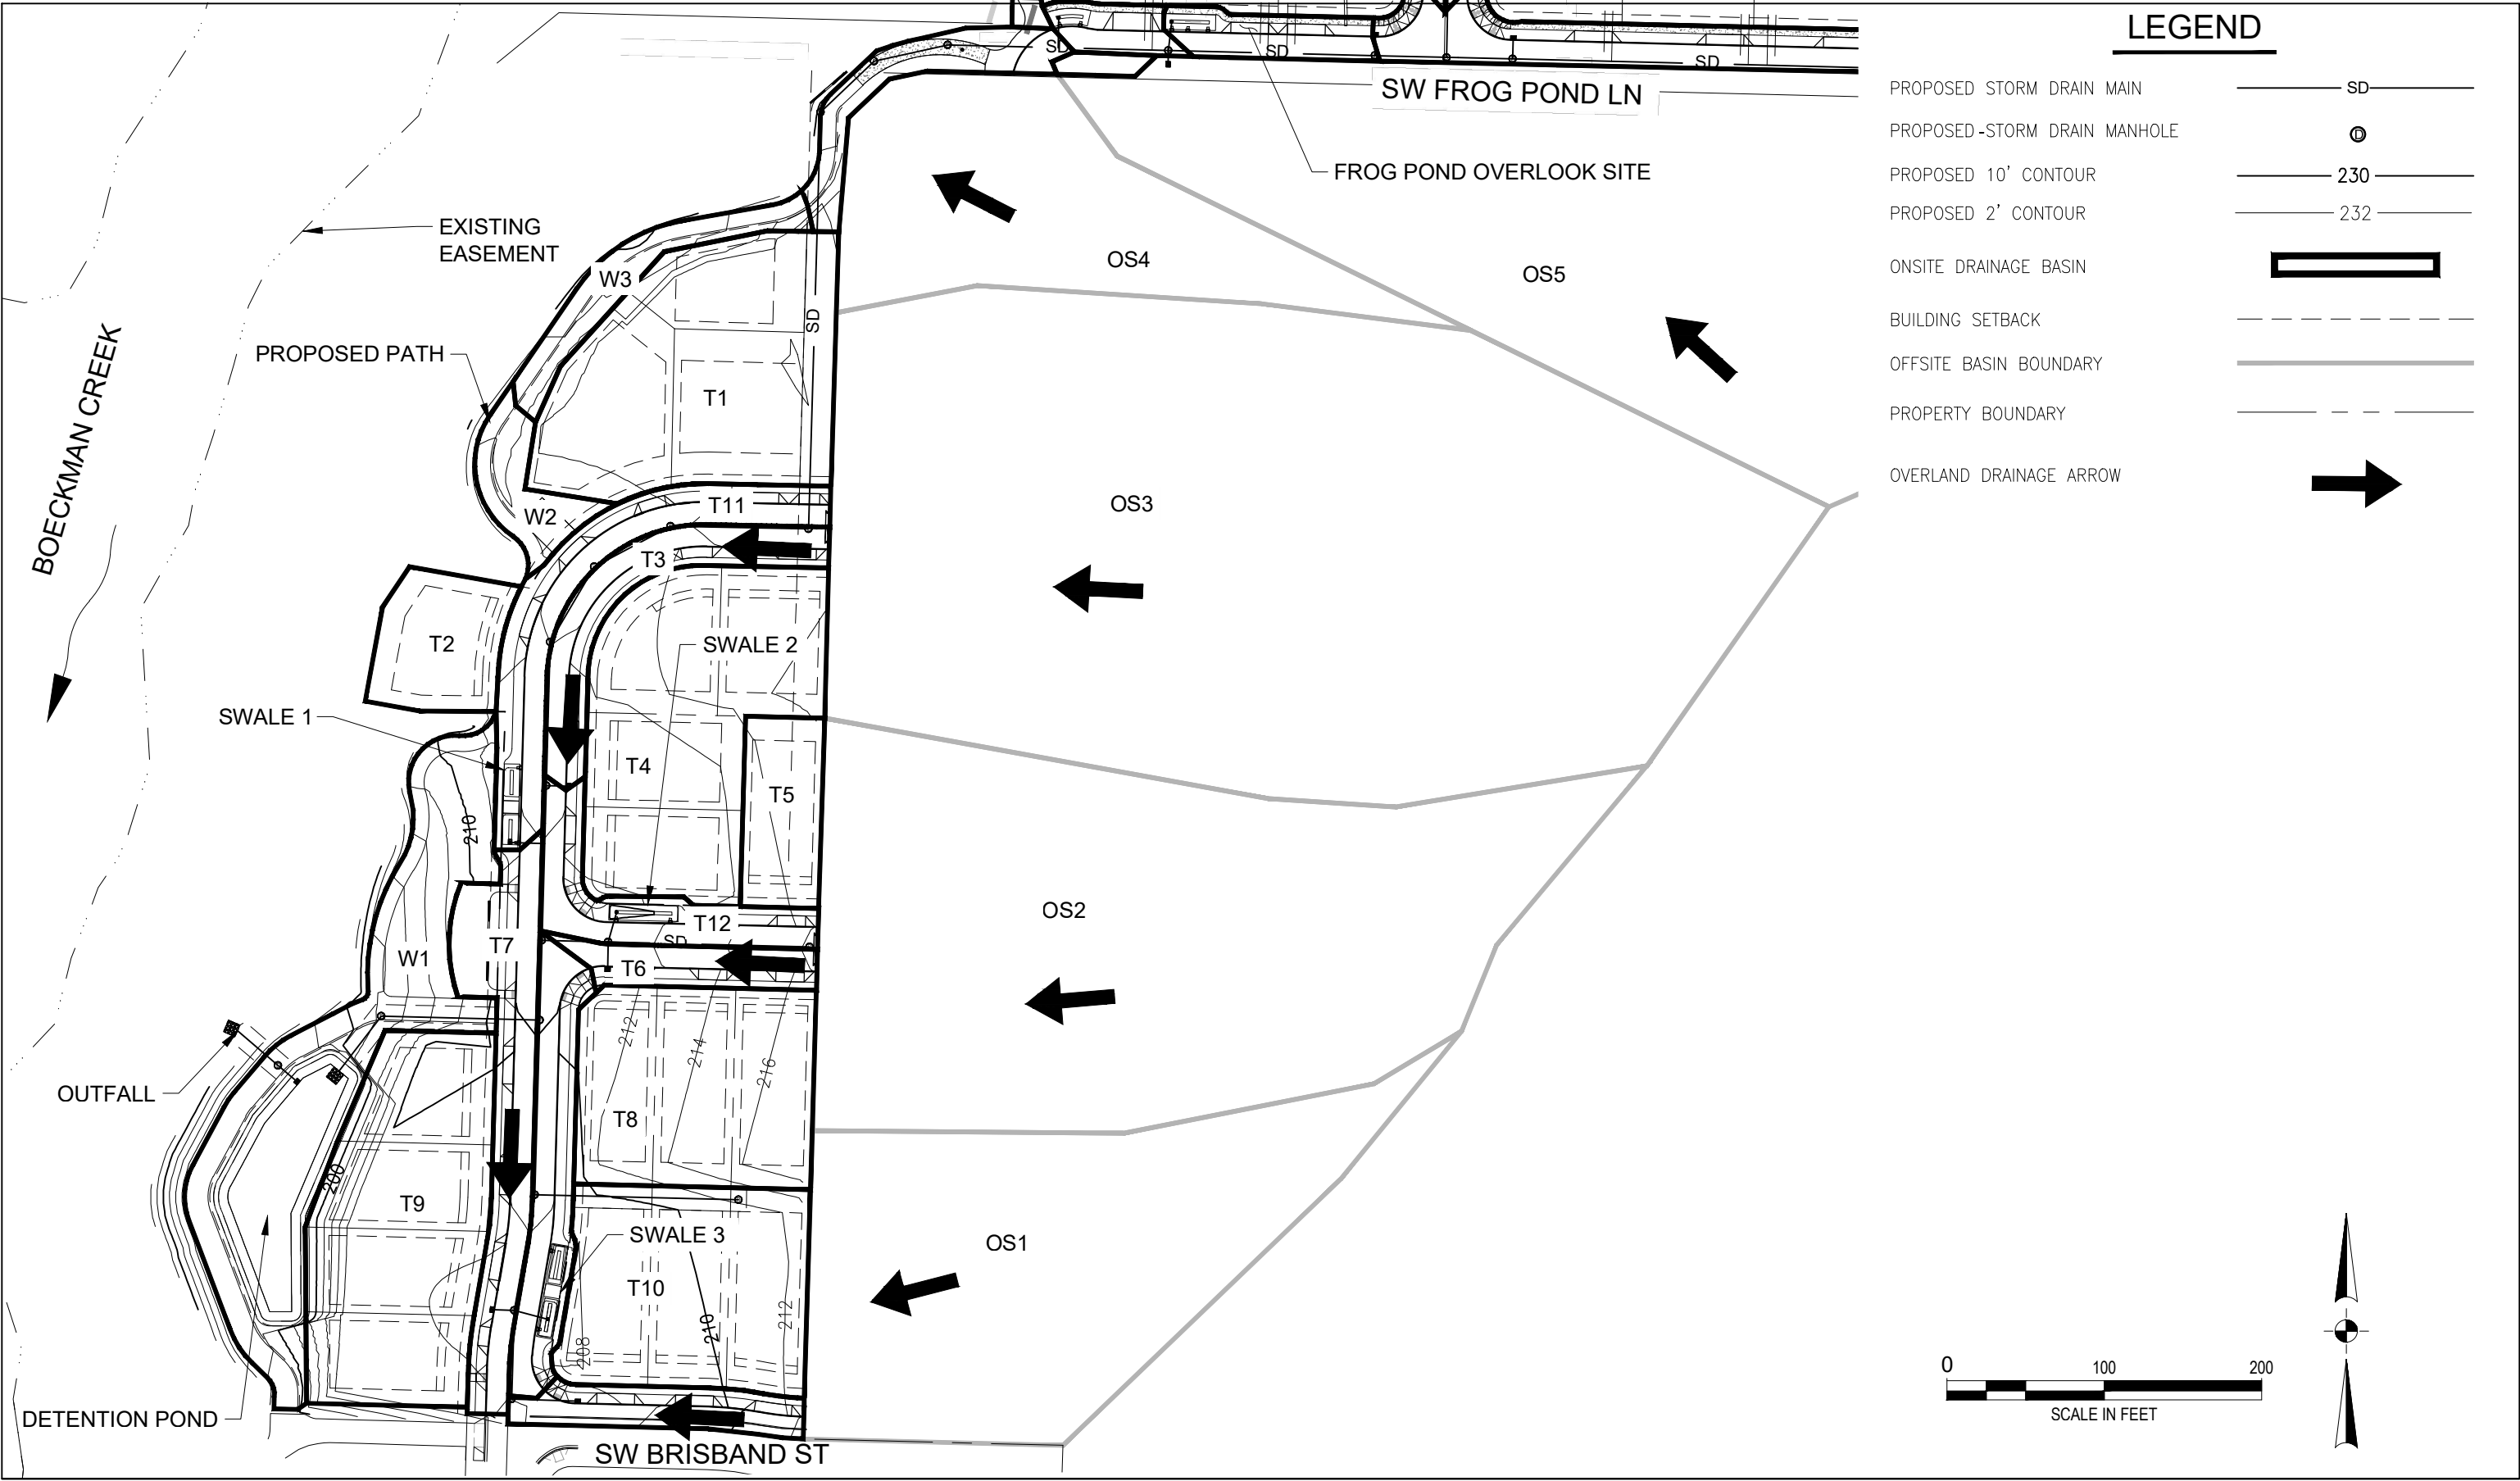 LEGEND
PROPOSED STORM DRAIN MAIN
SD
PROPOSED-STORM DRAIN MANHOLE
D
PROPOSED 10' CONTOUR
230
PROPOSED 2' CONTOUR
232
ONSITE DRAINAGE BASIN
BUILDING SETBACK
OFFSITE BASIN BOUNDARY
PROPERTY BOUNDARY
OVERLAND DRAINAGE ARROW
SD
SD
SD
SW FROG POND LN
FROG POND OVERLOOK SITE
EXISTING
EASEMENT
W3
OS4
OS5
SD
PROPOSED PATH
BOECKMAN CREEK
T1
T11
OS3
W2
T3
T2
SWALE 2
SWALE 1
T4
T5
210
OS2
T12
SD
T7
W1
T6
212
214
216
OUTFALL
T8
200
T9
SWALE 3
OS1
T10
210
212
208
DETENTION POND
SW BRISBAND ST
0
100
200
SCALE IN FEET